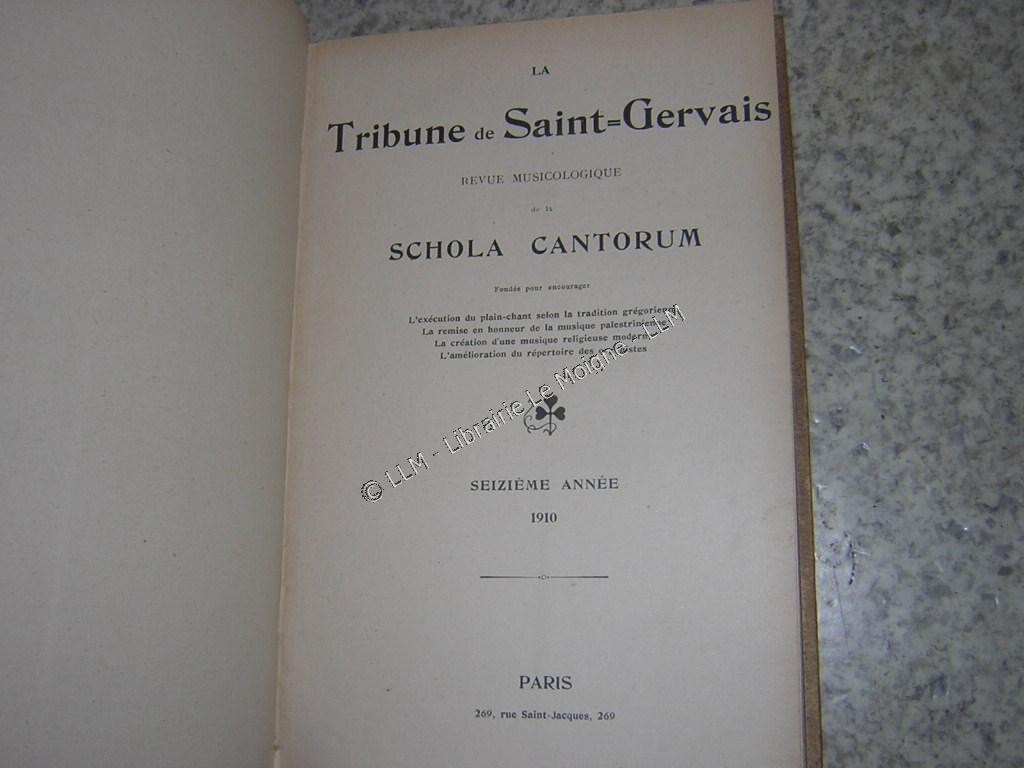 LA
Tribune de Saint=Gervais
REVUE MUSICOLOGIQUE
de la
SCHOLA CANTORUM
Fondée pour encourager
L'exécution du plain-chant selon la tradition grégorienne
La remise en honneur de la musique palestrinienne
La création d'une musique religieuse moderne
L'amélioration du répertoire des organistes
© LLM - Librairie Le Moigne LLM
SEIZIÈME ANNÉE
1910
PARIS
269, rue Saint-Jacques, 269